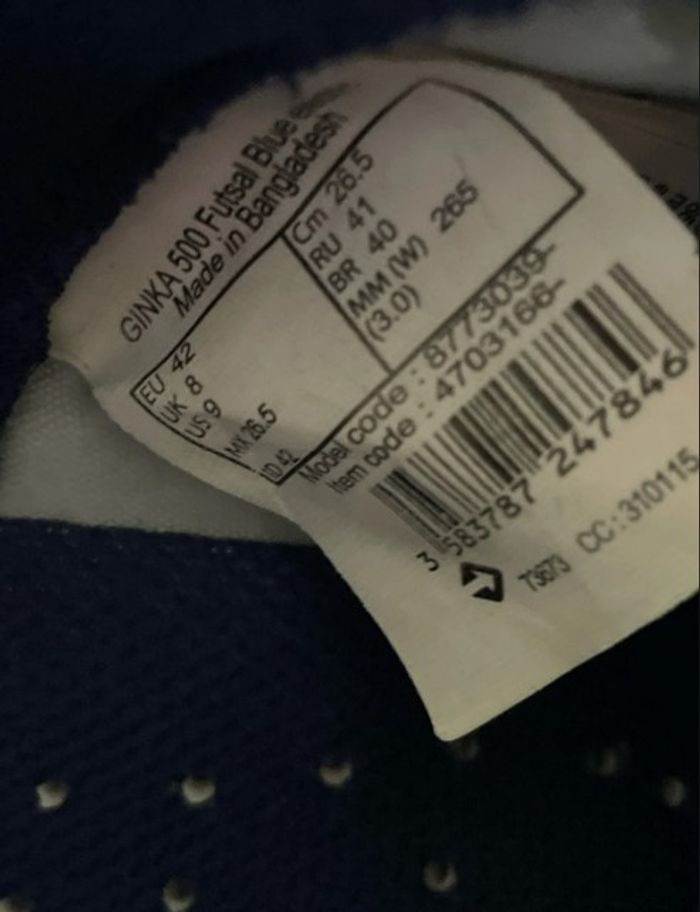 GINKA 500 Futsal Blue
Made in Bangladesh
EU 42
UK 8
US 9
MX 26.5
ID 42
Cm 26.5
RU 41
BR 40
MM (W) 265
(3.0)
Model code : 8773039-
Item code : 4703166-
3 583787 247846
73673 CC:310115